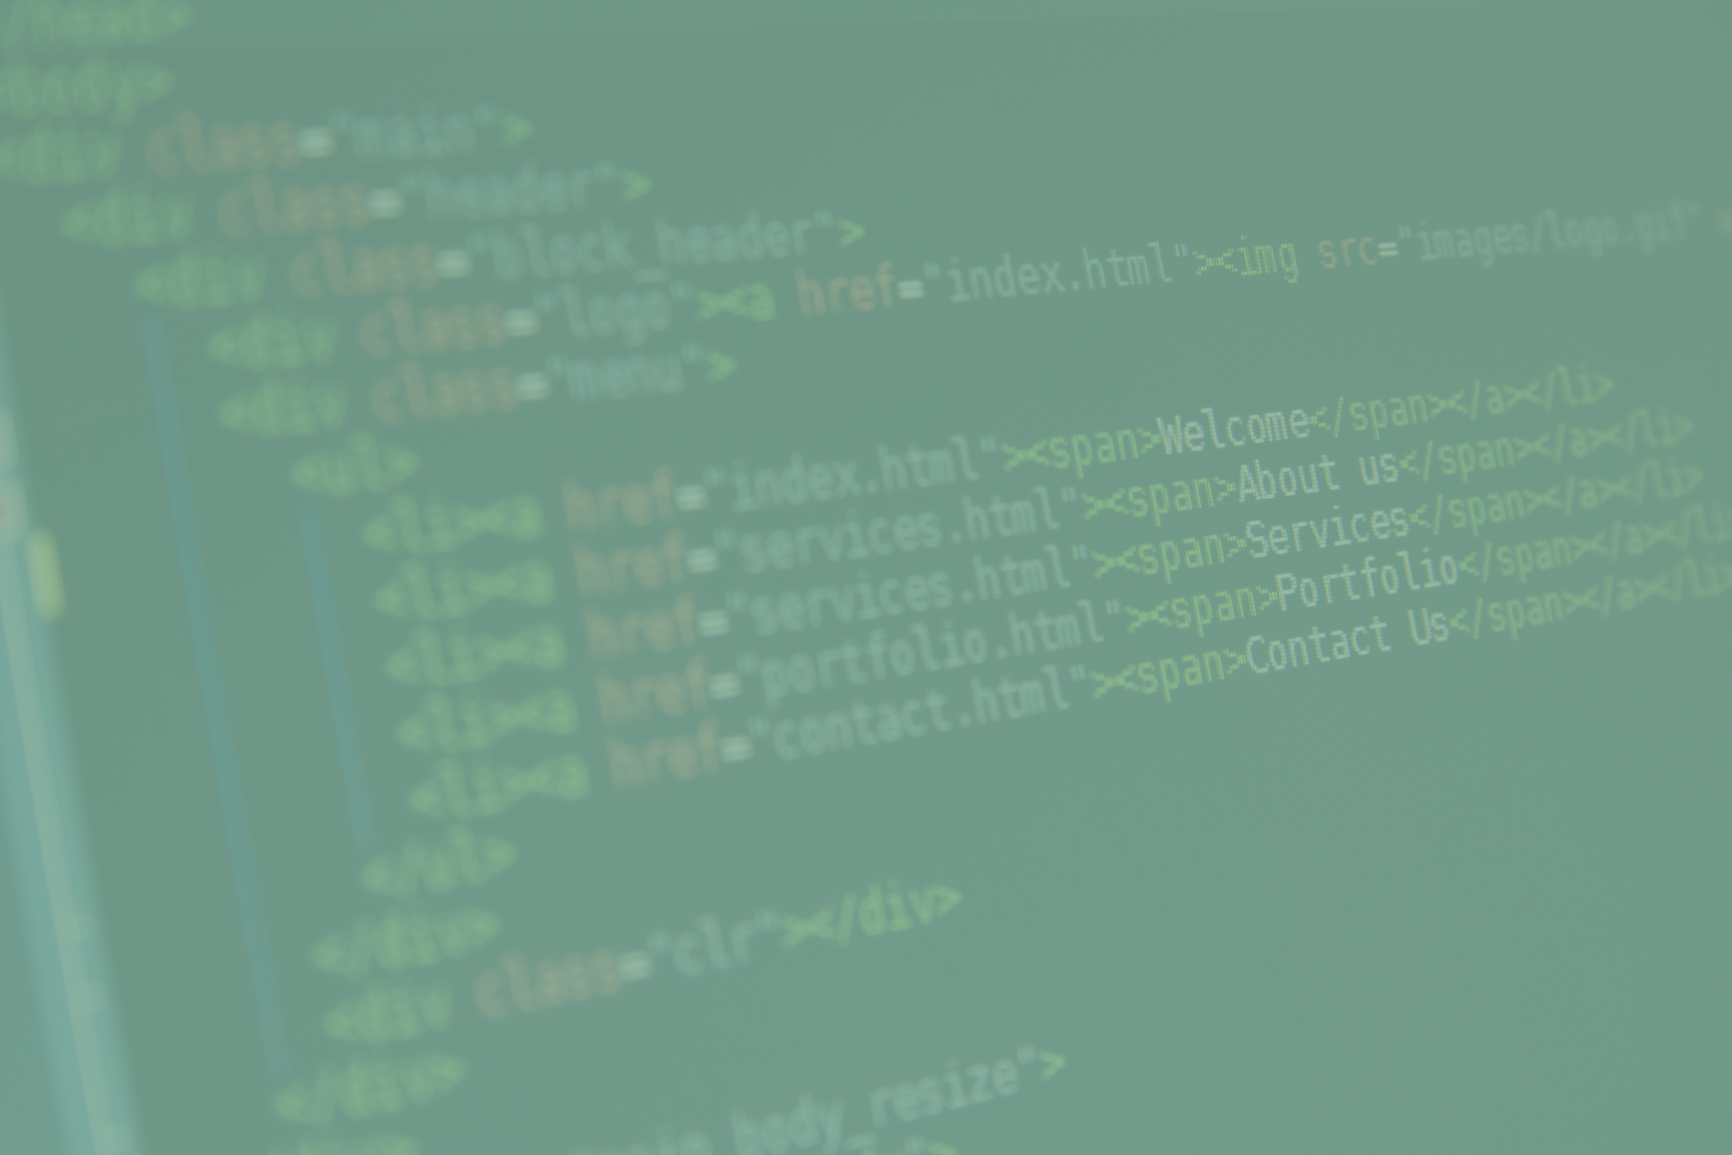 /head>
<body>
<div class="main">
<div class="header">
<div class="block_header">
<div class="logo"><a href="index.html"><img src="images/logo.gif"
<div class="menu">
<ul>
<li><a href="index.html"><span>Welcome</span></a></li>
<li><a href="services.html"><span>About us</span></a></li>
<li><a href="services.html"><span>Services</span></a></li>
<li><a href="portfolio.html"><span>Portfolio</span></a></li>
<li><a href="contact.html"><span>Contact Us</span></a></li>
</ul>
</div>
<div class="clr"></div>
</div>
body_resize">